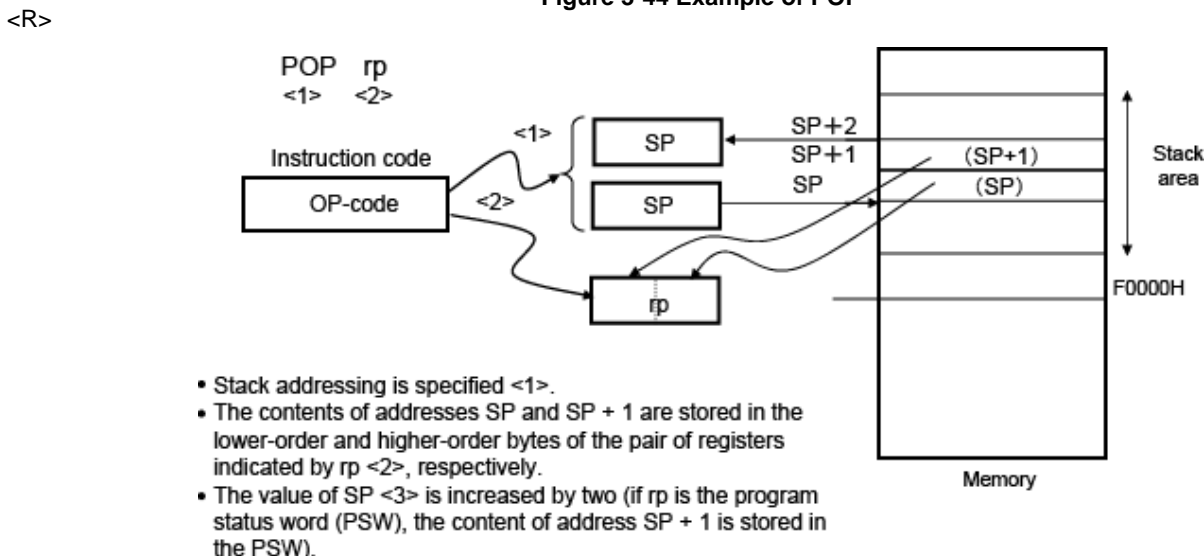 Figure 3-44 Example of POP
<R>
POP rp
<1> <2>
Instruction code
OP-code
<1>
<2>
SP
SP
rp
SP+2
SP+1
SP
(SP+1)
(SP)
Stack
area
F0000H
Memory
• Stack addressing is specified <1>.
• The contents of addresses SP and SP + 1 are stored in the
lower-order and higher-order bytes of the pair of registers
indicated by rp <2>, respectively.
• The value of SP <3> is increased by two (if rp is the program
status word (PSW), the content of address SP + 1 is stored in
the PSW).